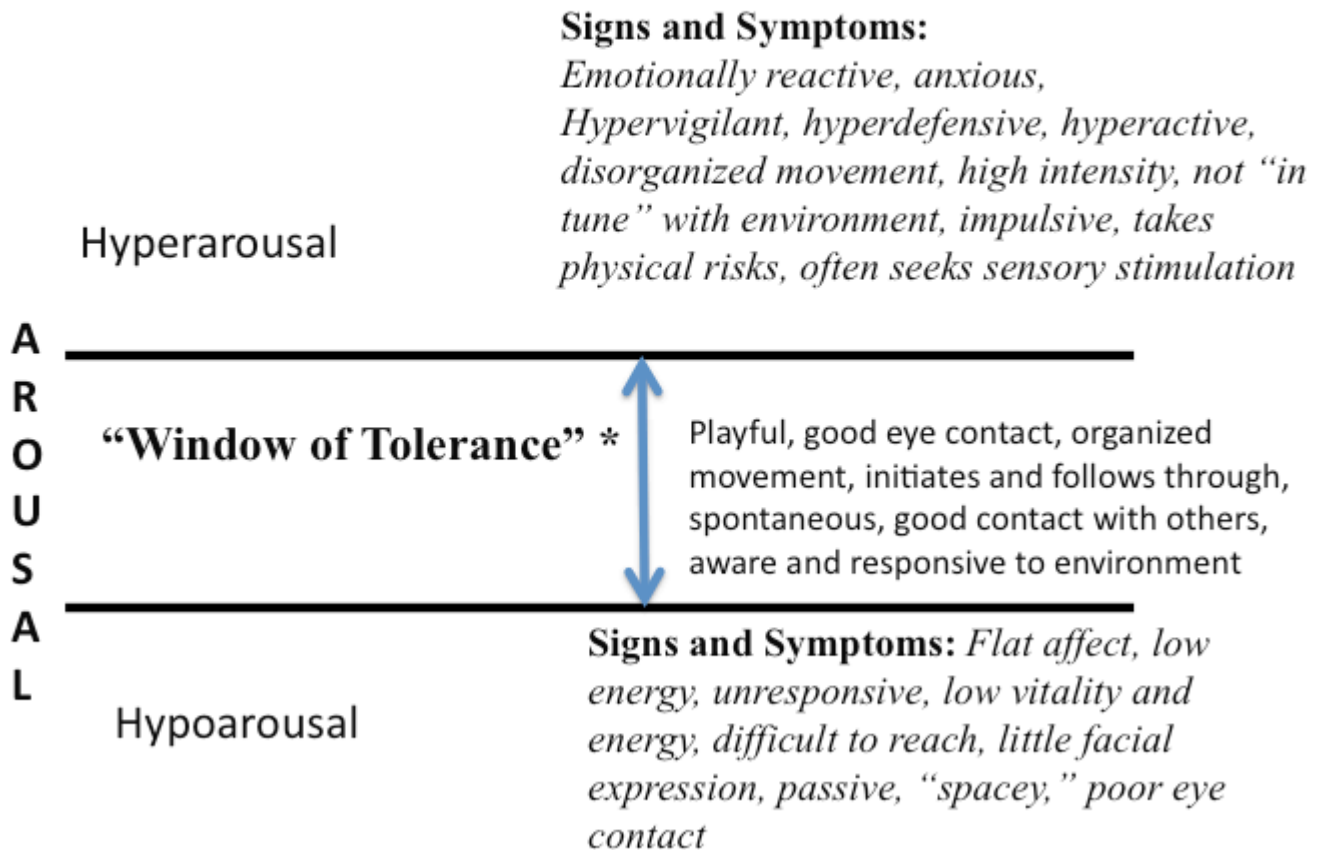 Signs and Symptoms:
Emotionally reactive, anxious,
Hypervigilant, hyperdefensive, hyperactive,
disorganized movement, high intensity, not “in
tune” with environment, impulsive, takes
physical risks, often seeks sensory stimulation
Hyperarousal
AROUSAL
“Window of Tolerance” *
Playful, good eye contact, organized
movement, initiates and follows through,
spontaneous, good contact with others,
aware and responsive to environment
Signs and Symptoms: Flat affect, low
energy, unresponsive, low vitality and
energy, difficult to reach, little facial
expression, passive, “spacey,” poor eye
contact
Hypoarousal